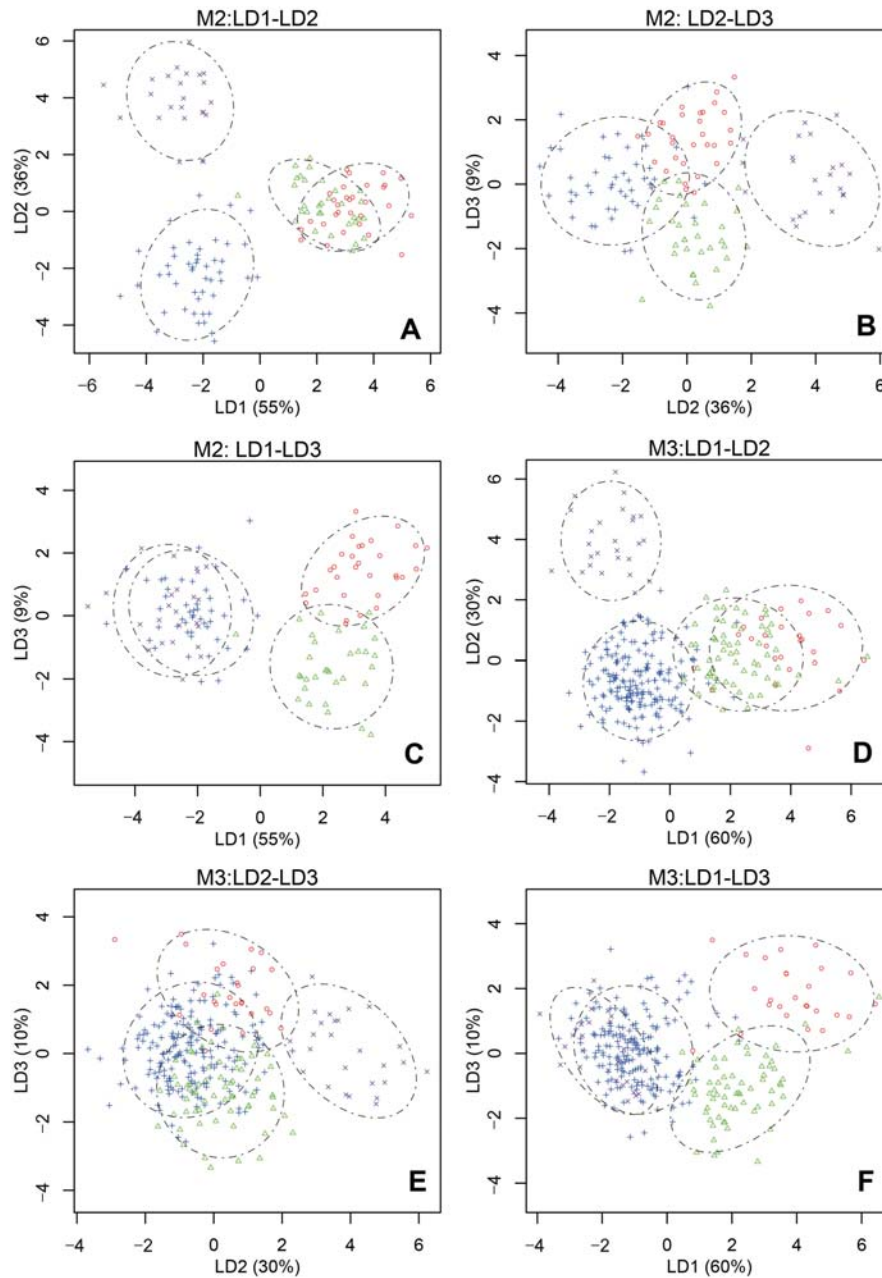 M2:LD1-LD2
6
4
2
0
−2
−4
LD2 (36%)
−6
−4
−2
0
2
4
6
LD1 (55%)
A
M2: LD2-LD3
4
2
0
−2
−4
LD3 (9%)
−4
−2
0
2
4
6
LD2 (36%)
B
M2: LD1-LD3
4
2
0
−2
−4
LD3 (9%)
−4
−2
0
2
4
LD1 (55%)
C
M3:LD1-LD2
6
4
2
0
−2
−4
LD2 (30%)
−4
−2
0
2
4
6
LD1 (60%)
D
M3:LD2-LD3
4
2
0
−2
−4
LD3 (10%)
−4
−2
0
2
4
6
LD2 (30%)
E
M3:LD1-LD3
4
2
0
−2
−4
LD3 (10%)
−4
−2
0
2
4
6
LD1 (60%)
F